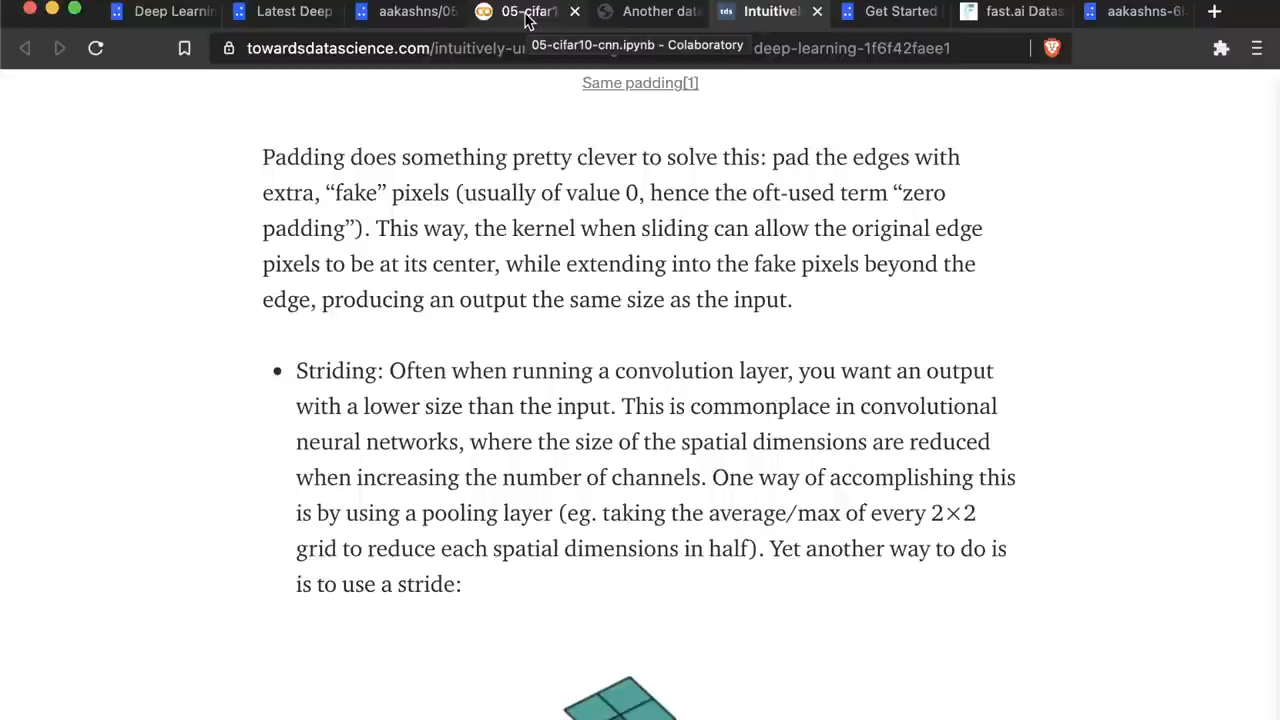 Deep Learnin
Latest Deep
aakashns/05
05-cifar1
Another dat
Intuitivel
Get Started
fast.ai Datas
aakashns-6l
towardsdatascience.com/intuitively-u
05-cifar10-cnn.ipynb - Colaboratory
deep-learning-1f6f42faee1
Same padding[1]
Padding does something pretty clever to solve this: pad the edges with
extra, “fake” pixels (usually of value 0, hence the oft-used term “zero
padding”). This way, the kernel when sliding can allow the original edge
pixels to be at its center, while extending into the fake pixels beyond the
edge, producing an output the same size as the input.
• Striding: Often when running a convolution layer, you want an output
with a lower size than the input. This is commonplace in convolutional
neural networks, where the size of the spatial dimensions are reduced
when increasing the number of channels. One way of accomplishing this
is by using a pooling layer (eg. taking the average/max of every 2×2
grid to reduce each spatial dimensions in half). Yet another way to do is
is to use a stride: